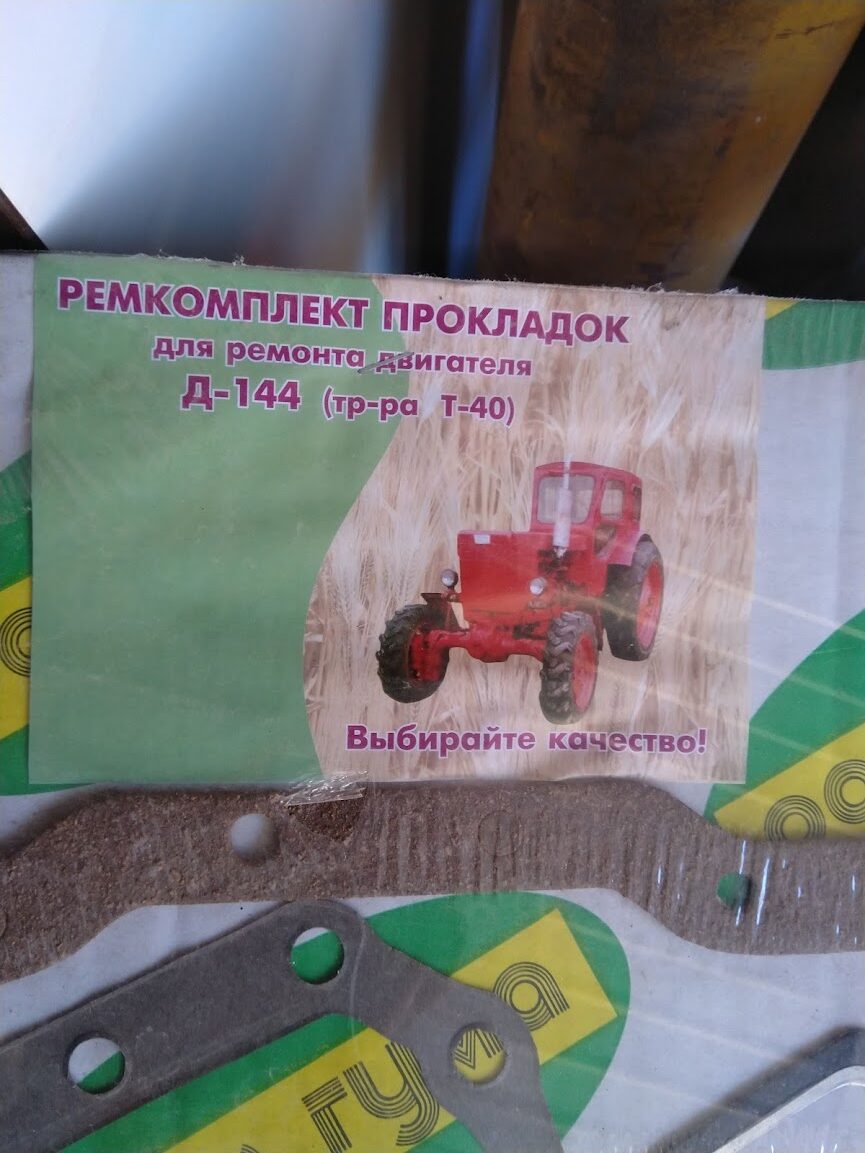 РЕМКОМПЛЕКТ ПРОКЛАДОК
для ремонта двигателя
Д-144 (тр-ра Т-40)
Выбирайте качество!